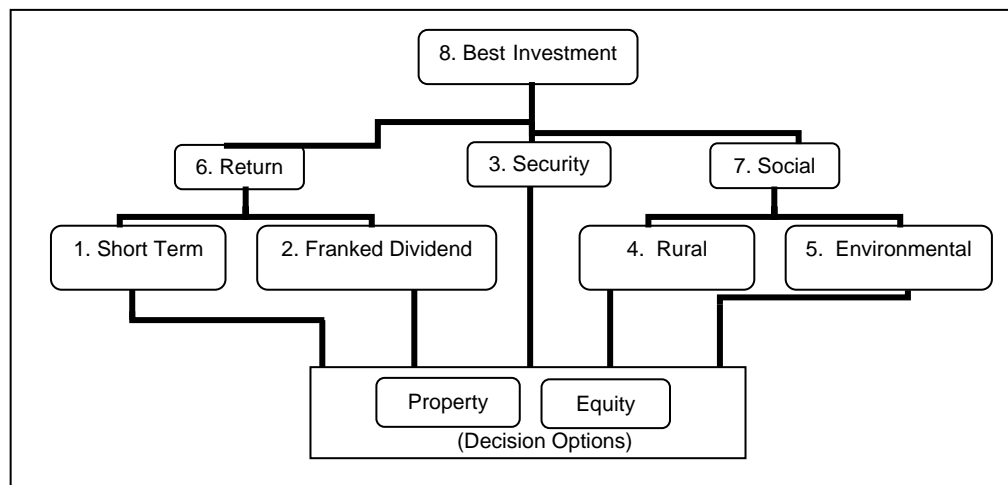 8. Best Investment
6. Return
3. Security
7. Social
1. Short Term
2. Franked Dividend
4. Rural
5. Environmental
Property
Equity
(Decision Options)